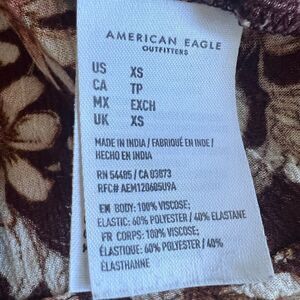 AMERICAN EAGLE
OUTFITTERS
US XS
CA TP
MX EXCH
UK XS
MADE IN INDIA / FABRIQUÉ EN INDE /
HECHO EN INDIA
RN 54485 / CA 03873
RFC# AEM120605U9A
EM BODY: 100% VISCOSE;
ELASTIC: 60% POLYESTER / 40% ELASTANE
FR CORPS: 100% VISCOSE;
ÉLASTIQUE: 60% POLYESTER / 40%
ÉLASTHANNE